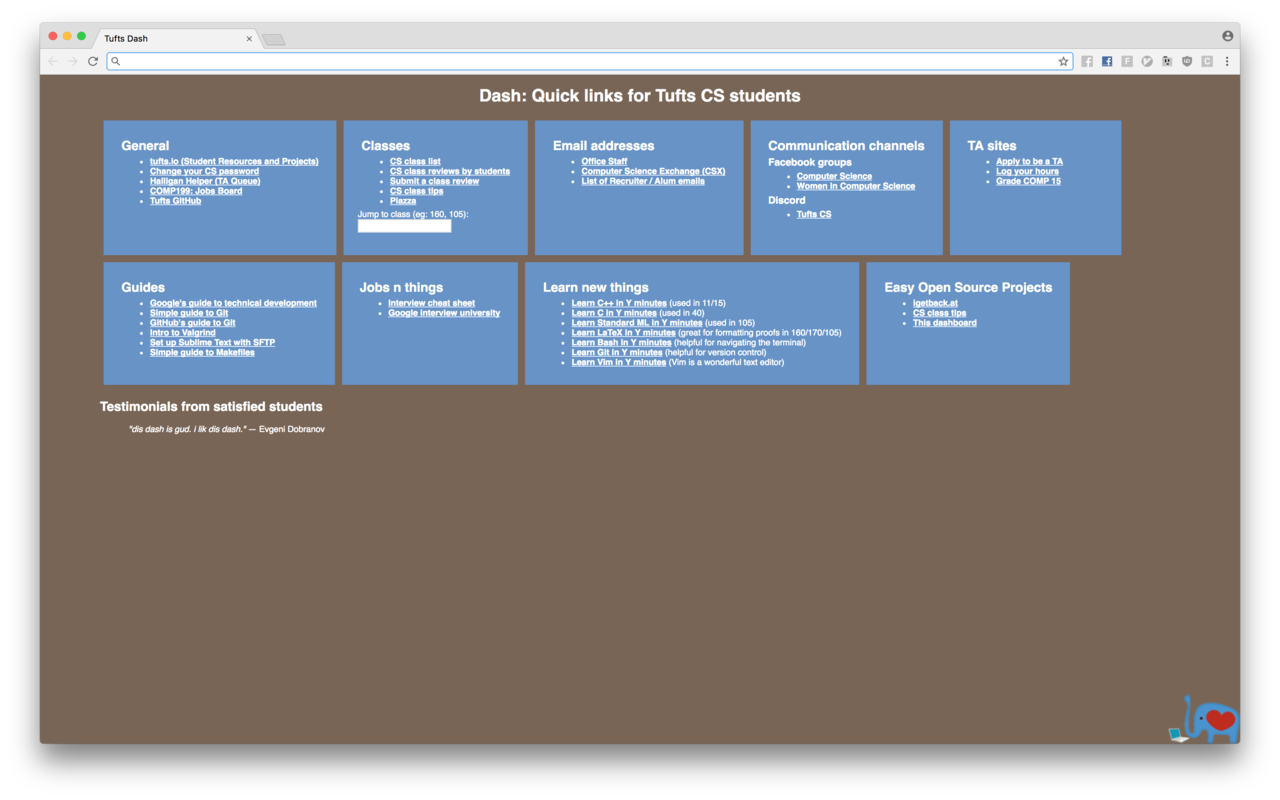 Tufts Dash
Dash: Quick links for Tufts CS students
General
tufts.io (Student Resources and Projects)
Change your CS password
Halligan Helper (TA Queue)
COMP199: Jobs Board
Tufts GitHub
Classes
CS class list
CS class reviews by students
Submit a class review
CS class tips
Piazza
Jump to class (eg: 160, 105):
Email addresses
Office Staff
Computer Science Exchange (CSX)
List of Recruiter / Alum emails
Communication channels
Facebook groups
Computer Science
Women in Computer Science
Discord
Tufts CS
TA sites
Apply to be a TA
Log your hours
Grade COMP 15
Guides
Google's guide to technical development
Simple guide to Git
GitHub's guide to Git
Intro to Valgrind
Set up Sublime Text with SFTP
Simple guide to Makefiles
Jobs n things
Interview cheat sheet
Google interview university
Learn new things
Learn C++ in Y minutes (used in 11/15)
Learn C in Y minutes (used in 40)
Learn Standard ML in Y minutes (used in 105)
Learn LaTeX in Y minutes (great for formatting proofs in 160/170/105)
Learn Bash in Y minutes (helpful for navigating the terminal)
Learn Git in Y minutes (helpful for version control)
Learn Vim in Y minutes (Vim is a wonderful text editor)
Easy Open Source Projects
igetback.at
CS class tips
This dashboard
Testimonials from satisfied students
"dis dash is gud. i lik dis dash." — Evgeni Dobranov